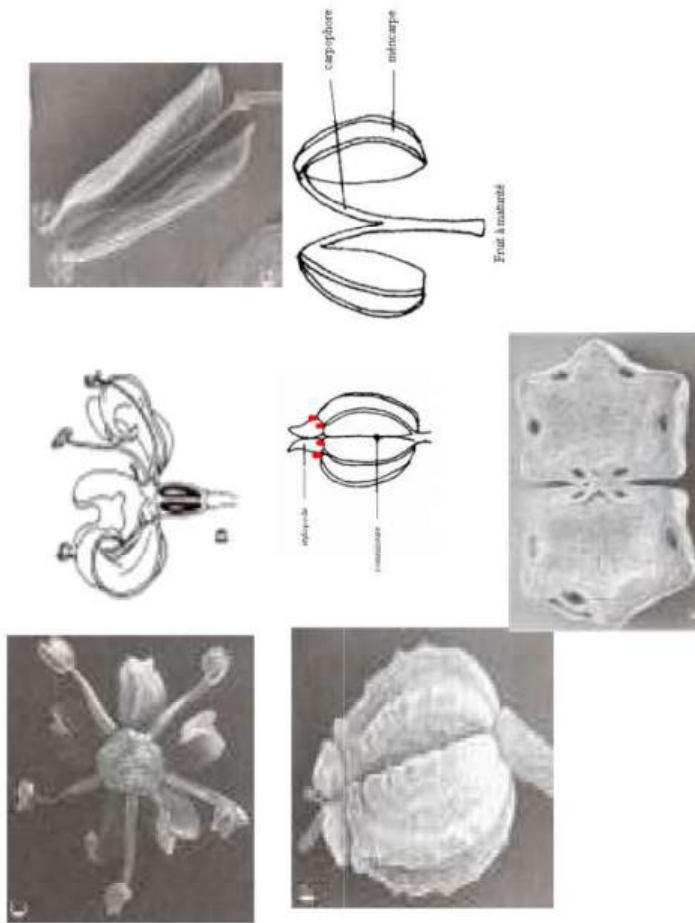 C
D
carpophore
méricarpe
Fruit à maturité
stylopode
commissure